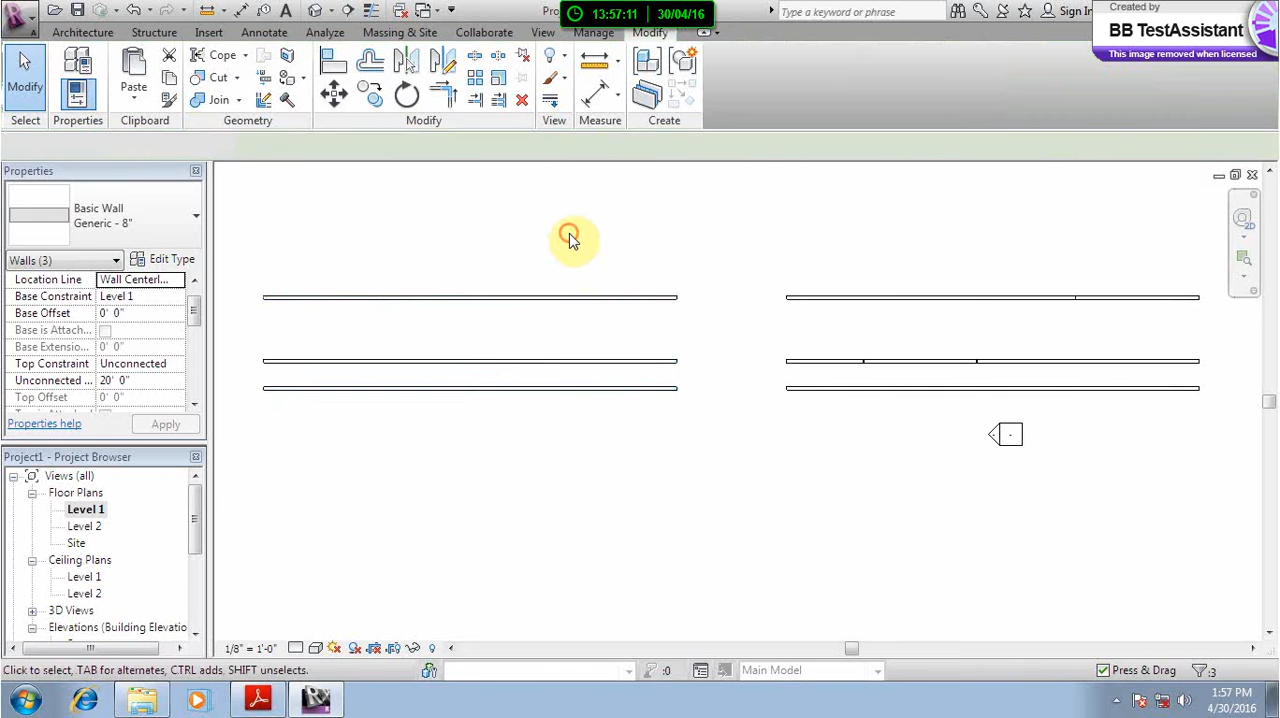 Proj
13:57:11 30/04/16
Type a keyword or phrase
Sign In
Created by
BB TestAssistant
This image removed when licensed
Architecture Structure Insert Annotate Analyze Massing & Site Collaborate View Manage Modify
Modify
Paste
Cope
Cut
Join
Select Properties Clipboard Geometry Modify View Measure Create
Properties
Basic Wall
Generic - 8"
Walls (3) Edit Type
Location Line Wall Centerl...
Base Constraint Level 1
Base Offset 0' 0"
Base is Attach...
Base Extensio... 0' 0"
Top Constraint Unconnected
Unconnected ... 20' 0"
Top Offset 0' 0"
Properties help Apply
Project1 - Project Browser
Views (all)
Floor Plans
Level 1
Level 2
Site
Ceiling Plans
Level 1
Level 2
3D Views
Elevations (Building Elevatio
2D
1/8" = 1'-0"
Click to select, TAB for alternates, CTRL adds, SHIFT unselects.
:0
Main Model
Press & Drag
:3
1:57 PM
4/30/2016